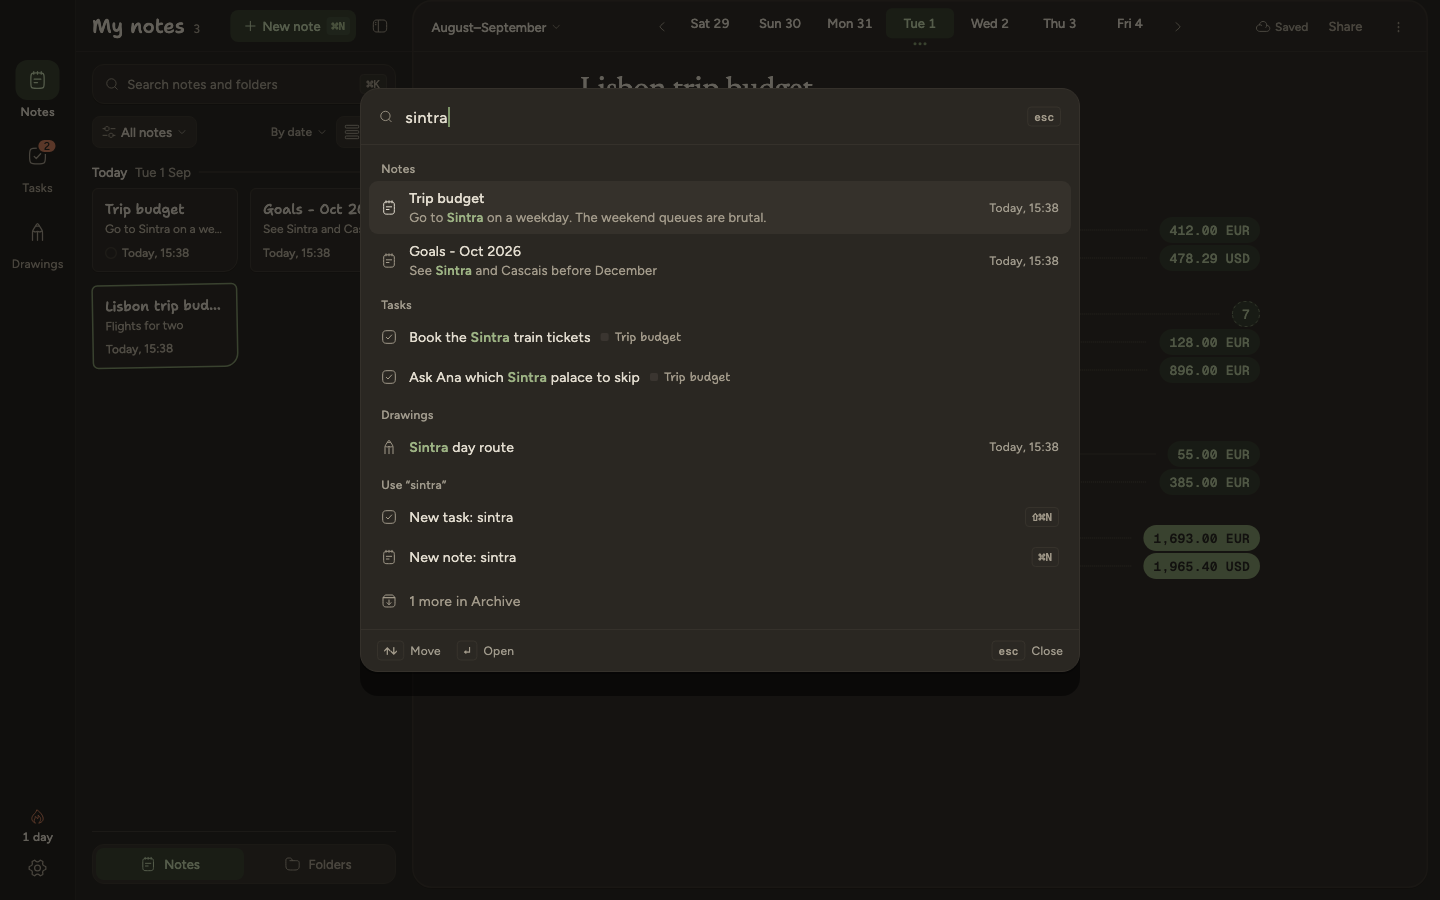 My notes 3
+ New note ⌘N
August–September
Sat 29
Sun 30
Mon 31
Tue 1
Wed 2
Thu 3
Fri 4
Saved
Share
Notes
2
Tasks
Drawings
Search notes and folders
⌘K
All notes
By date
Today Tue 1 Sep
Trip budget
Go to Sintra on a we...
Today, 15:38
Goals - Oct 2
See Sintra and Cas
Today, 15:38
Lisbon trip bud...
Flights for two
Today, 15:38
Lisbon trip budget
sintra
esc
Notes
Trip budget
Go to Sintra on a weekday. The weekend queues are brutal.
Today, 15:38
Goals - Oct 2026
See Sintra and Cascais before December
Today, 15:38
Tasks
Book the Sintra train tickets
Trip budget
Ask Ana which Sintra palace to skip
Trip budget
Drawings
Sintra day route
Today, 15:38
Use “sintra”
New task: sintra
⇧⌘N
New note: sintra
⌘N
1 more in Archive
Move
Open
esc Close
412.00 EUR
478.29 USD
7
128.00 EUR
896.00 EUR
55.00 EUR
385.00 EUR
1,693.00 EUR
1,965.40 USD
1 day
Notes
Folders